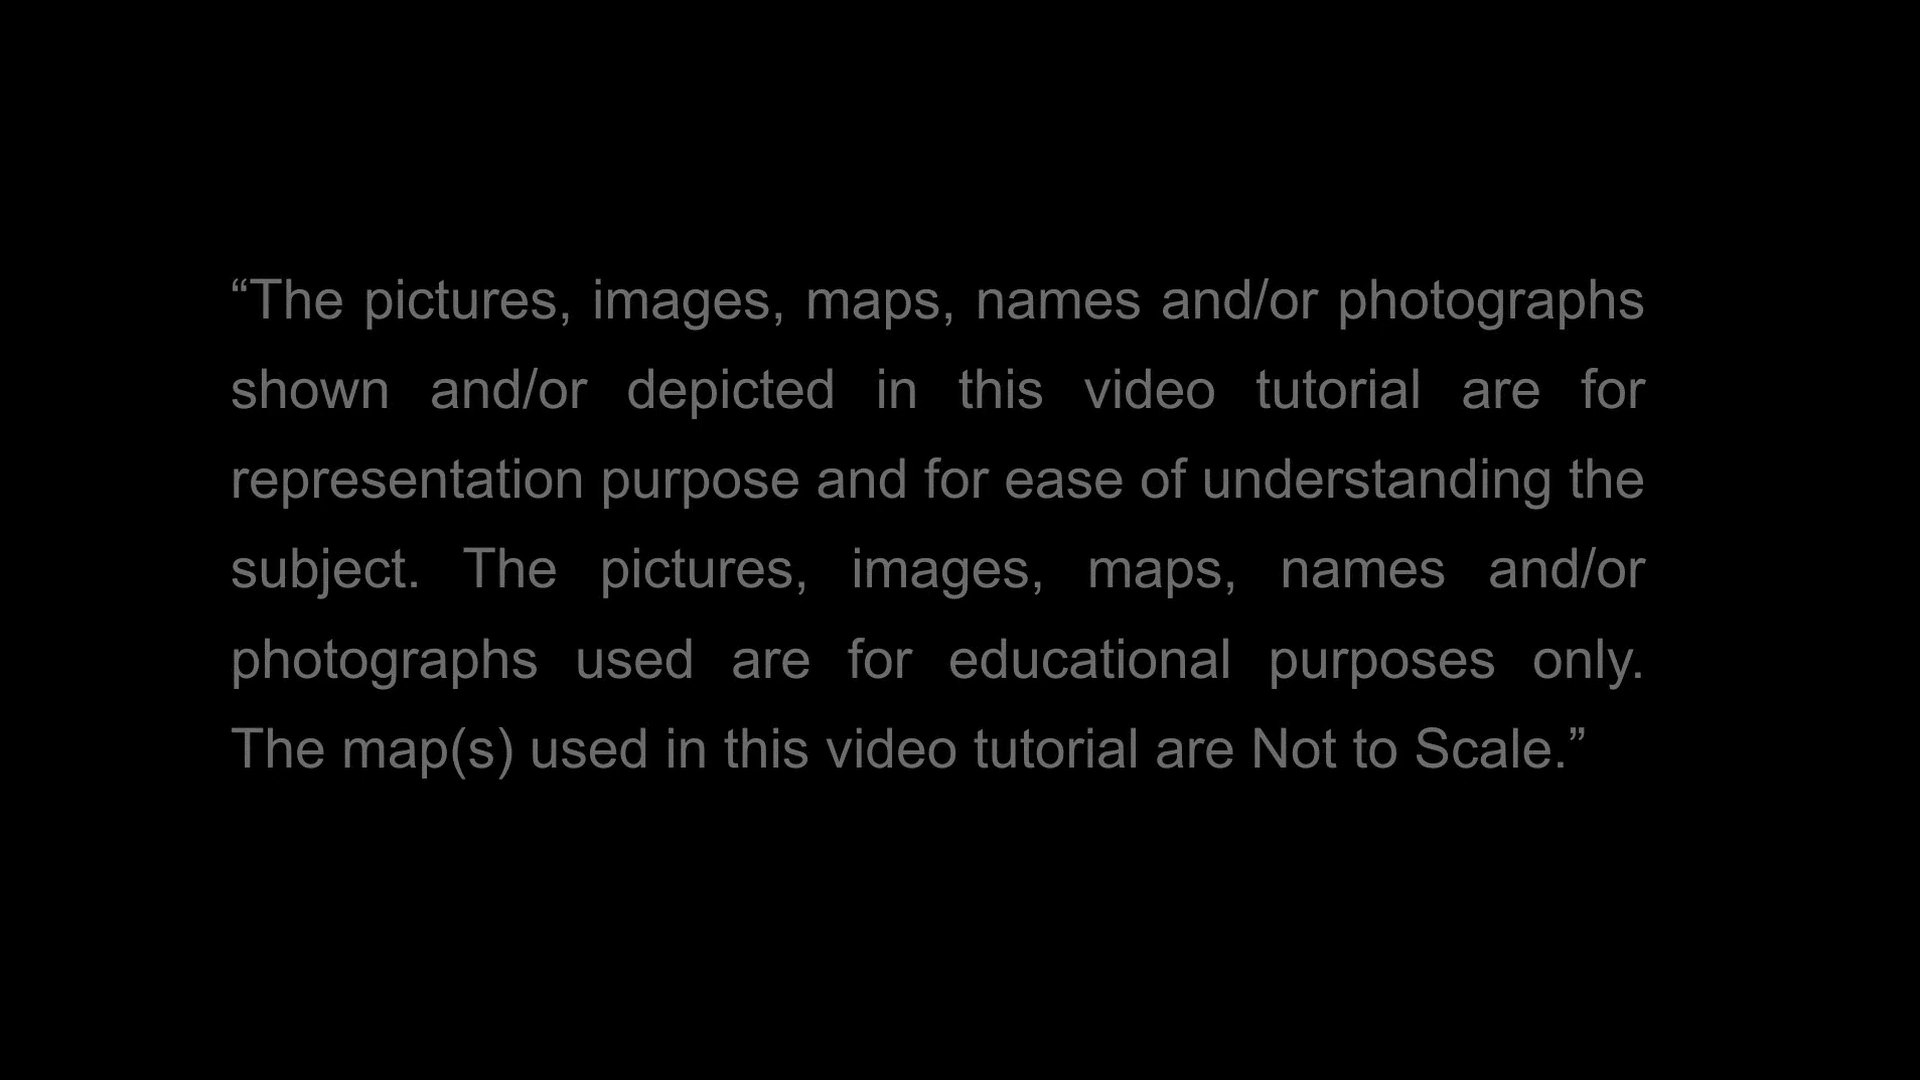 “The pictures, images, maps, names and/or photographs
shown and/or depicted in this video tutorial are for
representation purpose and for ease of understanding the
subject. The pictures, images, maps, names and/or
photographs used are for educational purposes only.
The map(s) used in this video tutorial are Not to Scale.”